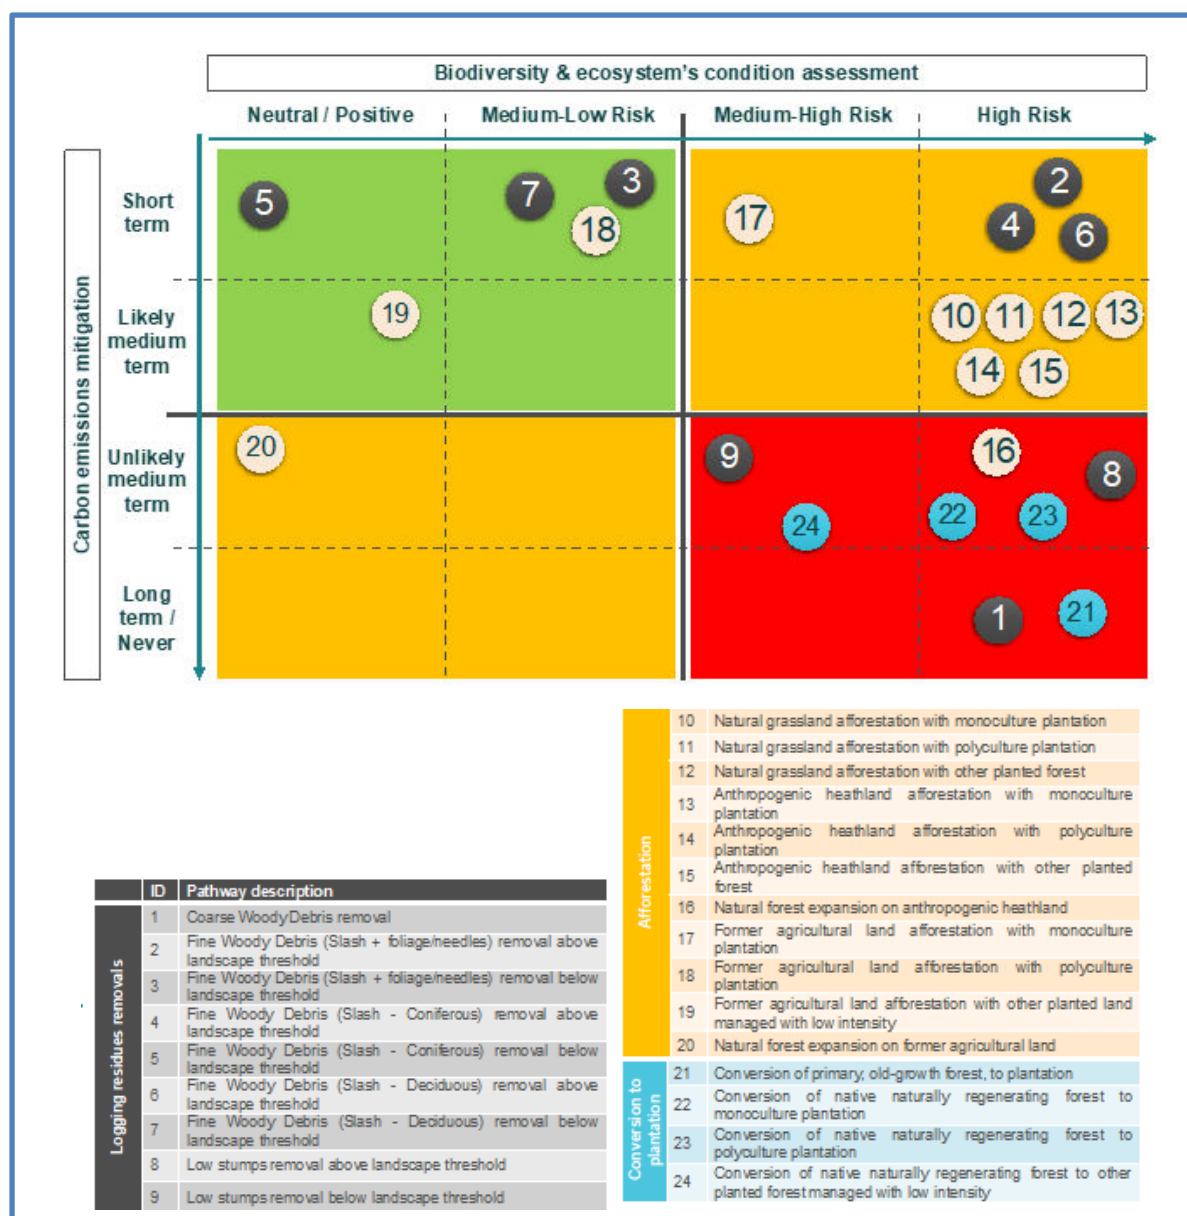 Biodiversity & ecosystem's condition assessment
Neutral / Positive
Medium-Low Risk
Medium-High Risk
High Risk
Carbon emissions mitigation
Short
term
5
7
3
18
17
2
4
6
Likely
medium
term
19
10
11
12
13
14
15
Unlikely
medium
term
20
9
24
16
8
22
23
Long
term /
Never
1
21
Logging residues removals
ID Pathway description
1 Coarse Woody Debris removal
2 Fine Woody Debris (Slash + foliage/needles) removal above
landscape threshold
3 Fine Woody Debris (Slash + foliage/needles) removal below
landscape threshold
4 Fine Woody Debris (Slash - Coniferous) removal above
landscape threshold
5 Fine Woody Debris (Slash - Coniferous) removal below
landscape threshold
6 Fine Woody Debris (Slash - Deciduous) removal above
landscape threshold
7 Fine Woody Debris (Slash - Deciduous) removal below
landscape threshold
8 Low stumps removal above landscape threshold
9 Low stumps removal below landscape threshold
Afforestation
10 Natural grassland afforestation with monoculture plantation
11 Natural grassland afforestation with polyculture plantation
12 Natural grassland afforestation with other planted forest
13 Anthropogenic heathland afforestation with monoculture
plantation
14 Anthropogenic heathland afforestation with polyculture
plantation
15 Anthropogenic heathland afforestation with other planted
forest
16 Natural forest expansion on anthropogenic heathland
17 Former agricultural land afforestation with monoculture
plantation
18 Former agricultural land afforestation with polyculture
plantation
19 Former agricultural land afforestation with other planted land
managed with low intensity
20 Natural forest expansion on former agricultural land
Conversion to
plantation
21 Conversion of primary, old-growth forest, to plantation
22 Conversion of native naturally regenerating forest to
monoculture plantation
23 Conversion of native naturally regenerating forest to
polyculture plantation
24 Conversion of native naturally regenerating forest to other
planted forest managed with low intensity